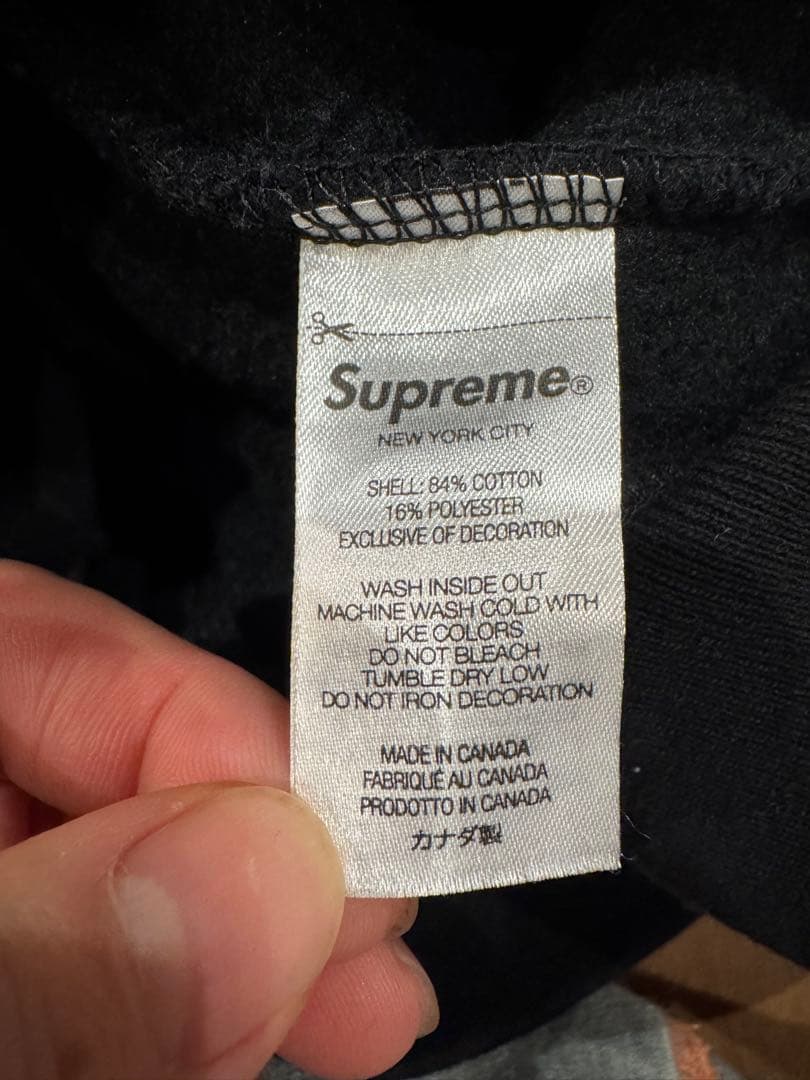 Supreme®
NEW YORK CITY
SHELL: 84% COTTON
16% POLYESTER
EXCLUSIVE OF DECORATION
WASH INSIDE OUT
MACHINE WASH COLD WITH
LIKE COLORS
DO NOT BLEACH
TUMBLE DRY LOW
DO NOT IRON DECORATION
MADE IN CANADA
FABRIQUÉ AU CANADA
PRODOTTO IN CANADA
カナダ製